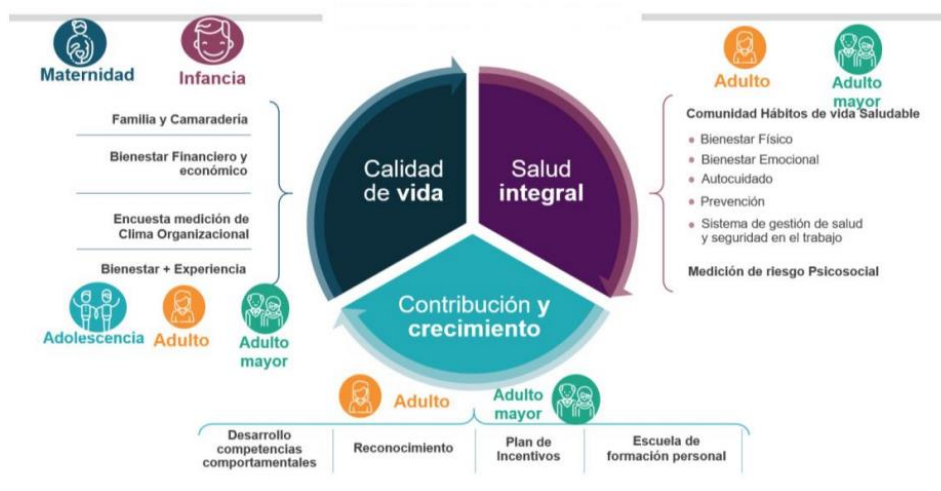 Maternidad
Infancia
Familia y Camaradería
Bienestar Financiero y
económico
Encuesta medición de
Clima Organizacional
Bienestar + Experiencia
Adolescencia
Adulto
Adulto
mayor
Calidad
de vida
Salud
integral
Contribución y
crecimiento
Adulto
Adulto
mayor
Comunidad Hábitos de vida Saludable
• Bienestar Físico
• Bienestar Emocional
• Autocuidado
• Prevención
• Sistema de gestión de salud
y seguridad en el trabajo
Medición de riesgo Psicosocial
Adulto
Adulto
mayor
Desarrollo
competencias
comportamentales
Reconocimiento
Plan de
Incentivos
Escuela de
formación personal